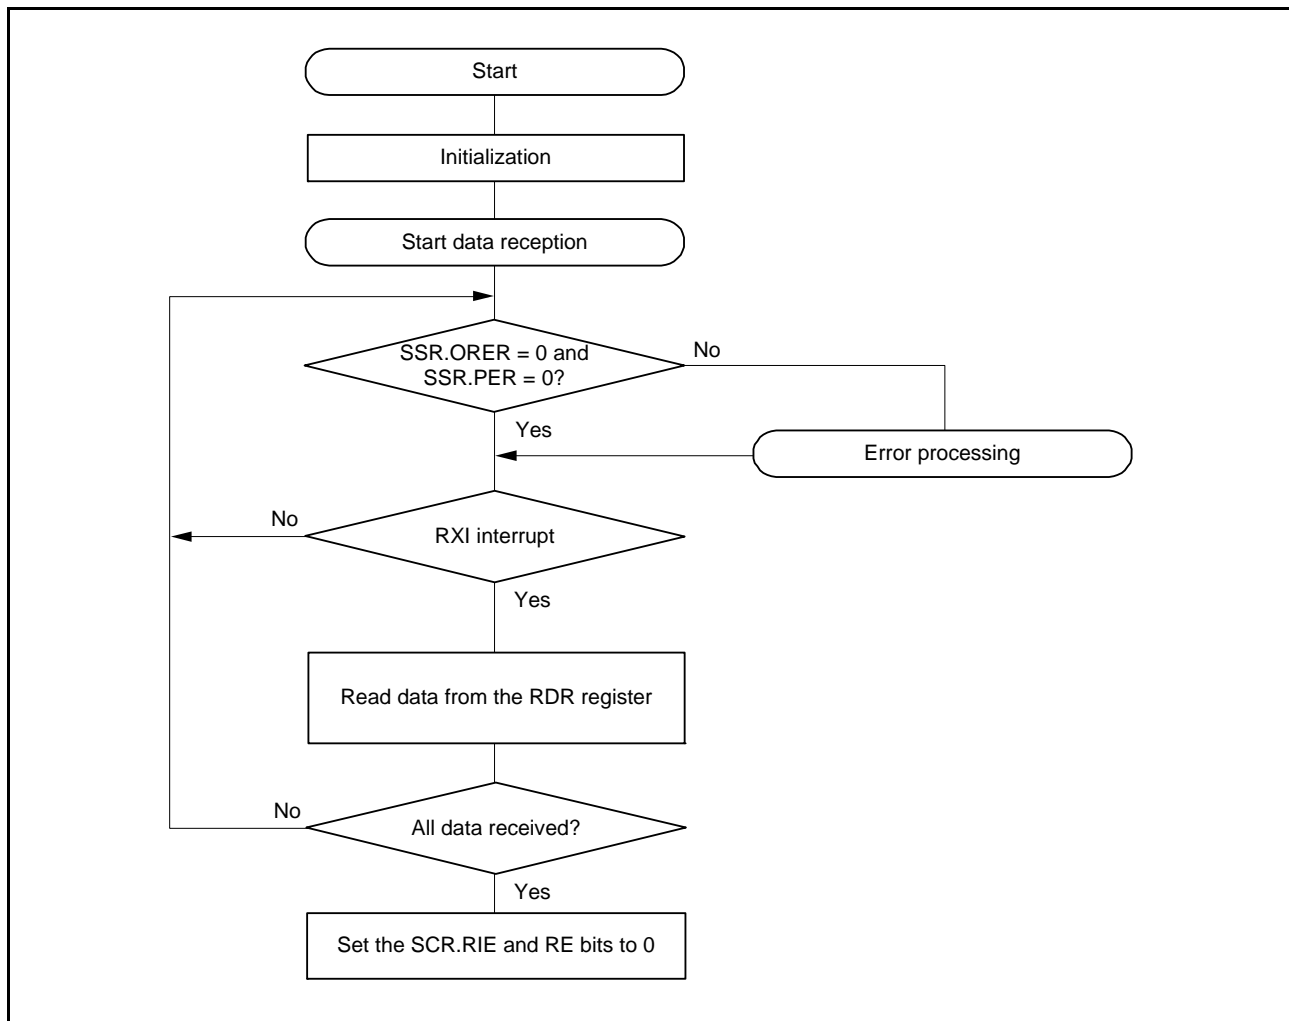 Start
Initialization
Start data reception
SSR.ORER = 0 and
SSR.PER = 0?
No
Yes
Error processing
No
RXI interrupt
Yes
Read data from the RDR register
No
All data received?
Yes
Set the SCR.RIE and RE bits to 0